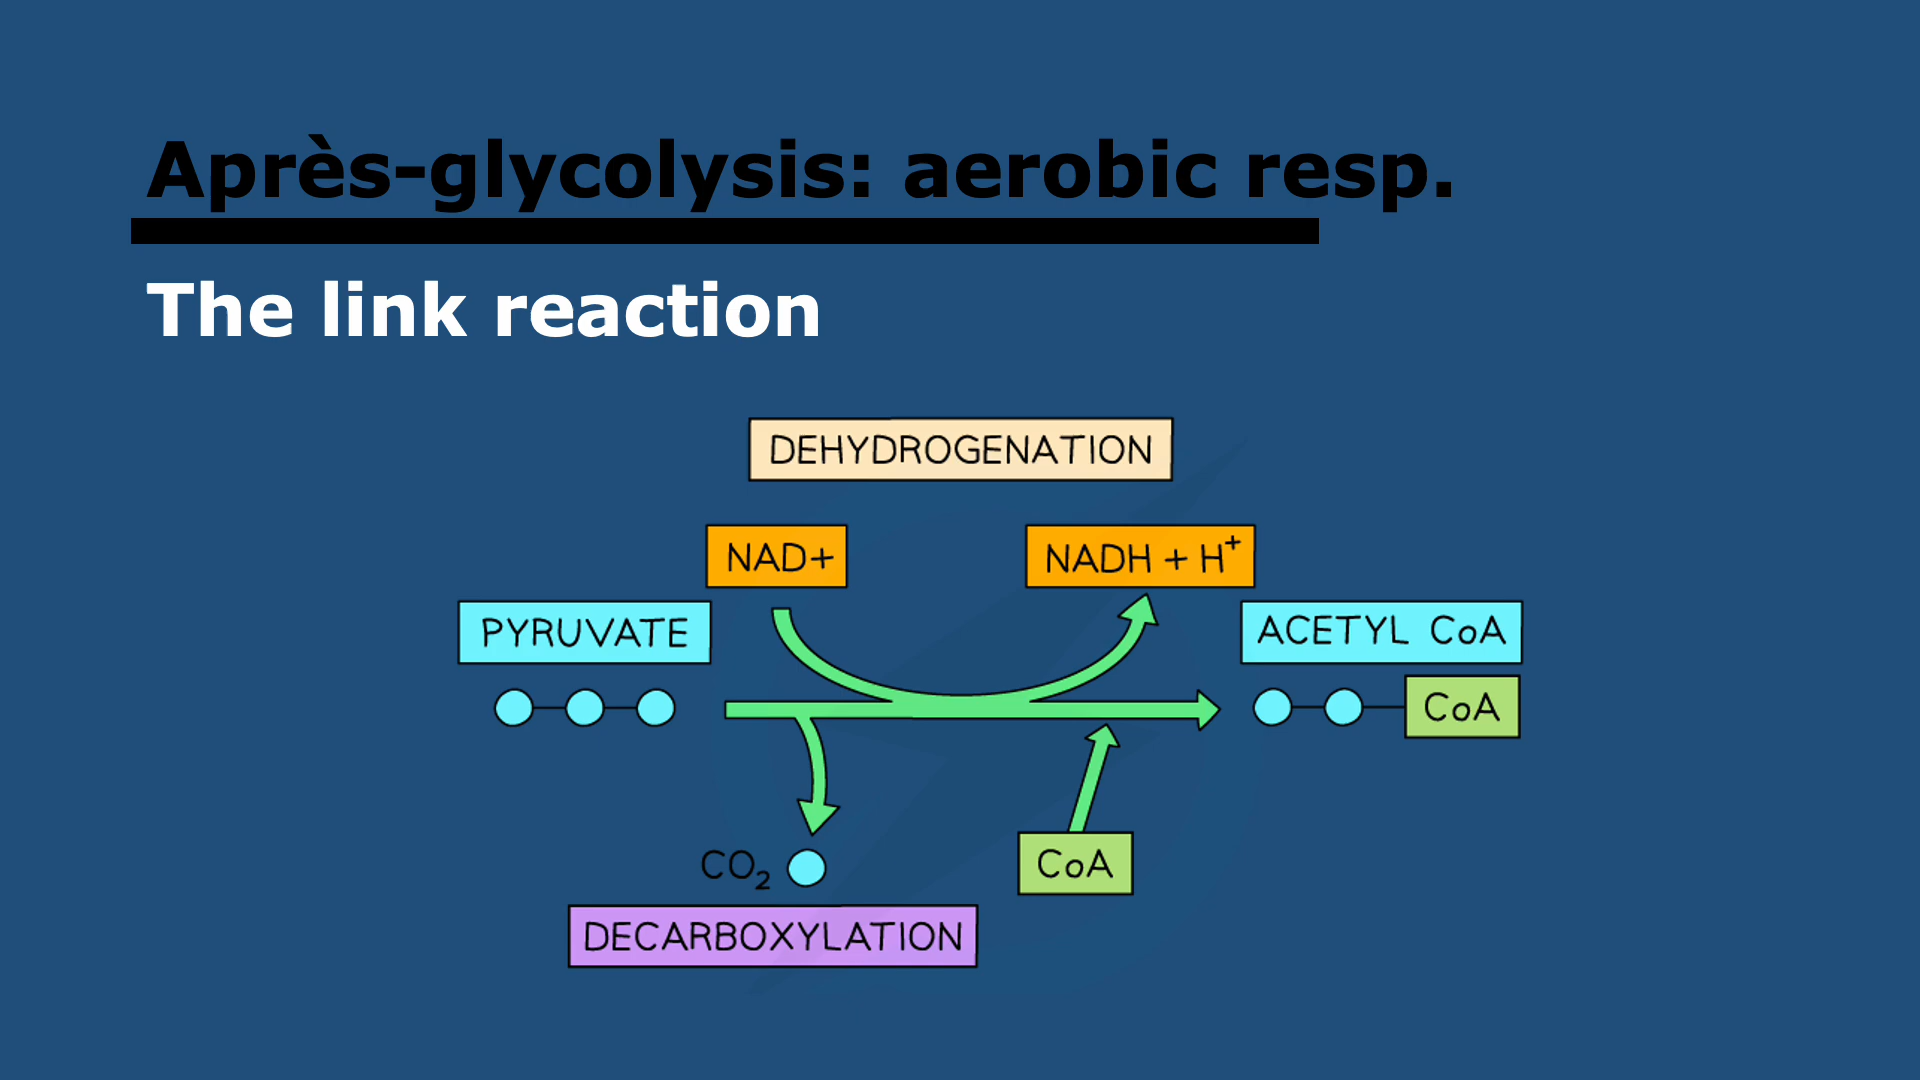 Après-glycolysis: aerobic resp.
The link reaction
DEHYDROGENATION
NAD+
NADH + H⁺
PYRUVATE
ACETYL CoA
CoA
CO₂
CoA
DECARBOXYLATION